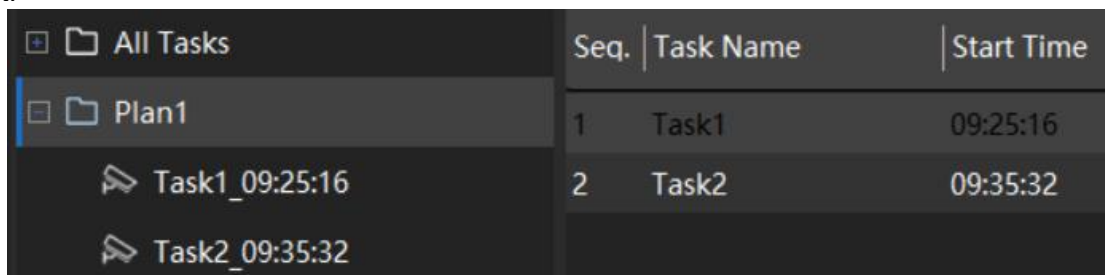 All Tasks
Plan1
Task1_09:25:16
Task2_09:35:32
Seq. Task Name Start Time
1 Task1 09:25:16
2 Task2 09:35:32